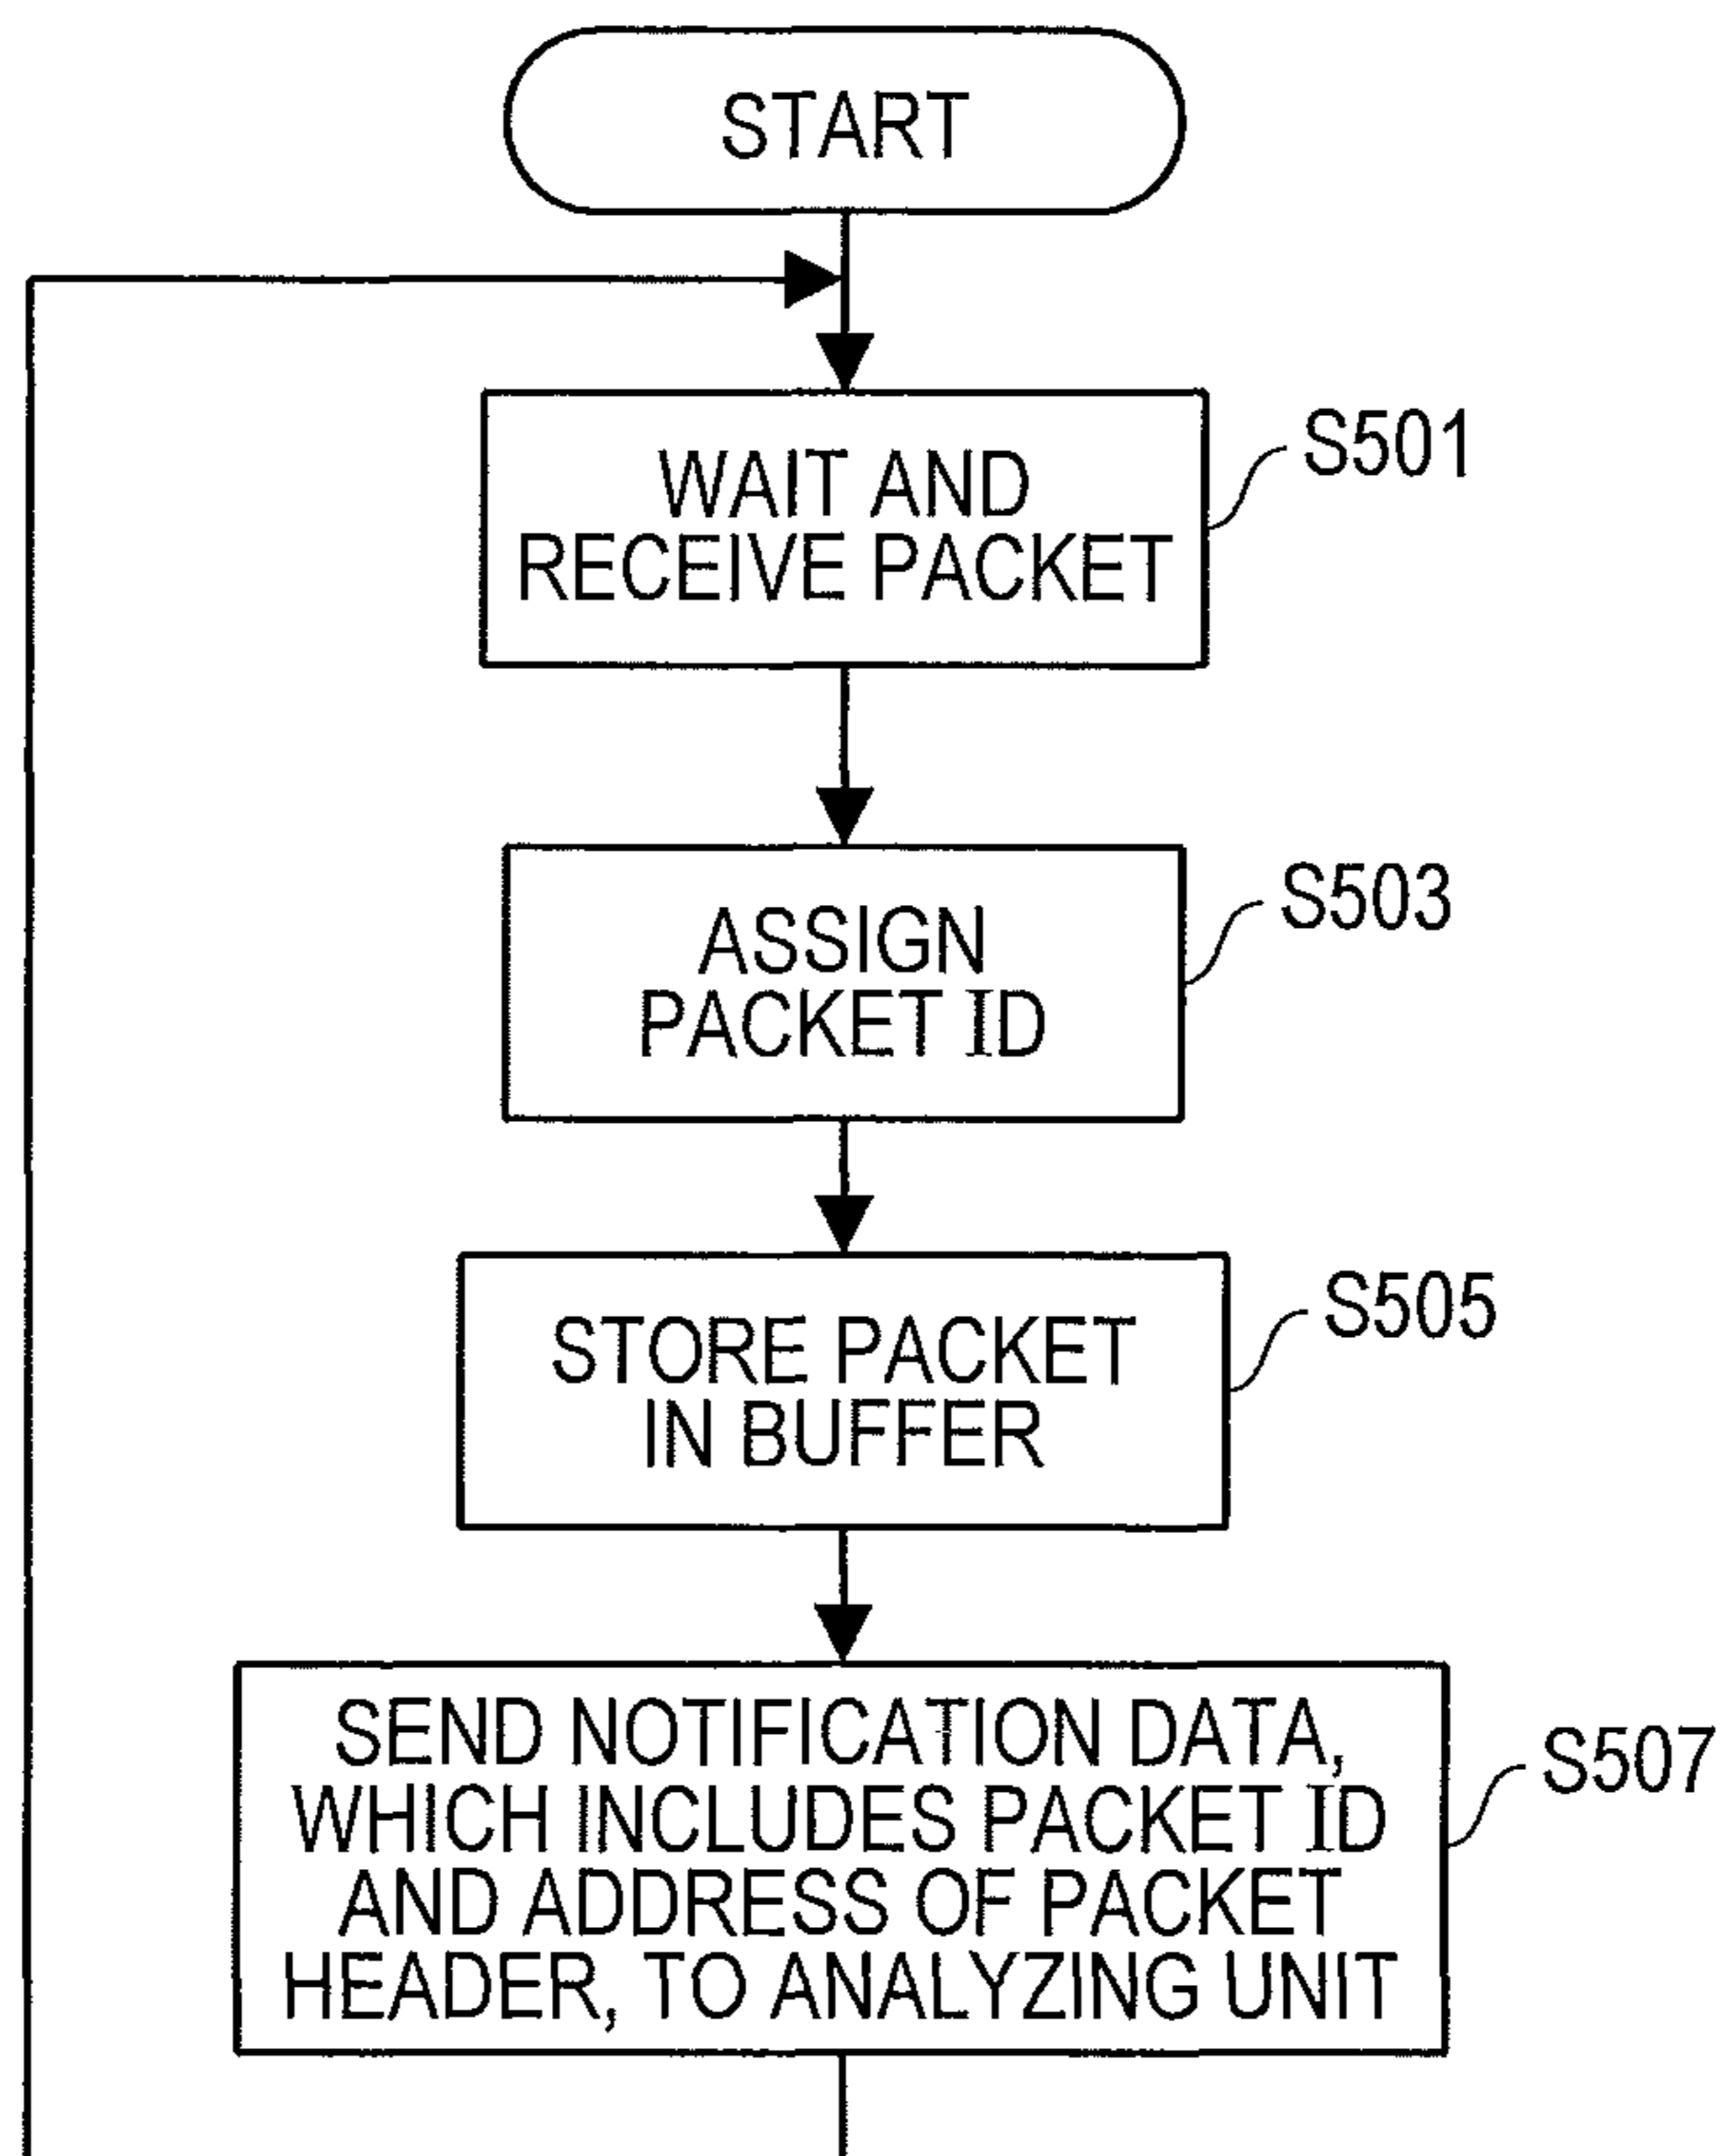 START
WAIT AND
RECEIVE PACKET
S501
ASSIGN
PACKET ID
S503
STORE PACKET
IN BUFFER
S505
SEND NOTIFICATION DATA,
WHICH INCLUDES PACKET ID
AND ADDRESS OF PACKET
HEADER, TO ANALYZING UNIT
S507